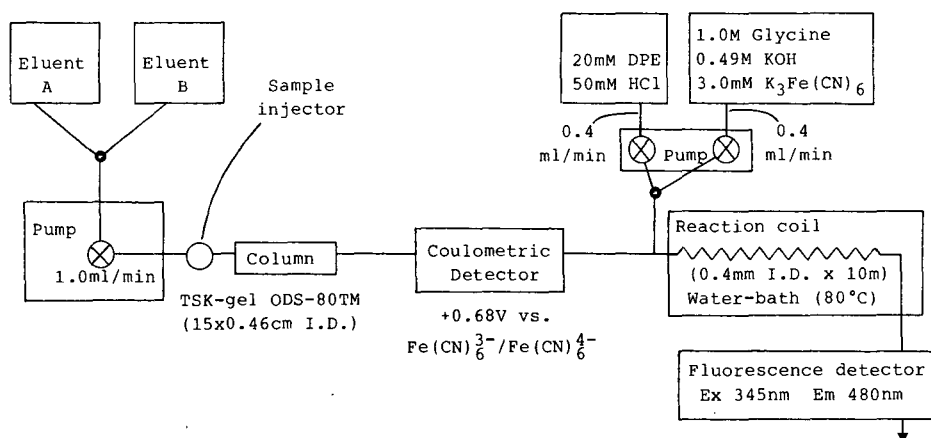 Eluent
A
Eluent
B
Sample
injector
20mM DPE
50mM HCl
1.0M Glycine
0.49M KOH
3.0mM K3Fe(CN)6
0.4
ml/min
Pump
0.4
ml/min
Pump
1.0ml/min
Column
TSK-gel ODS-80TM
(15x0.46cm I.D.)
Coulometric
Detector
+0.68V vs.
Fe(CN)6 3-/Fe(CN)6 4-
Reaction coil
(0.4mm I.D. x 10m)
Water-bath (80°C)
Fluorescence detector
Ex 345nm Em 480nm